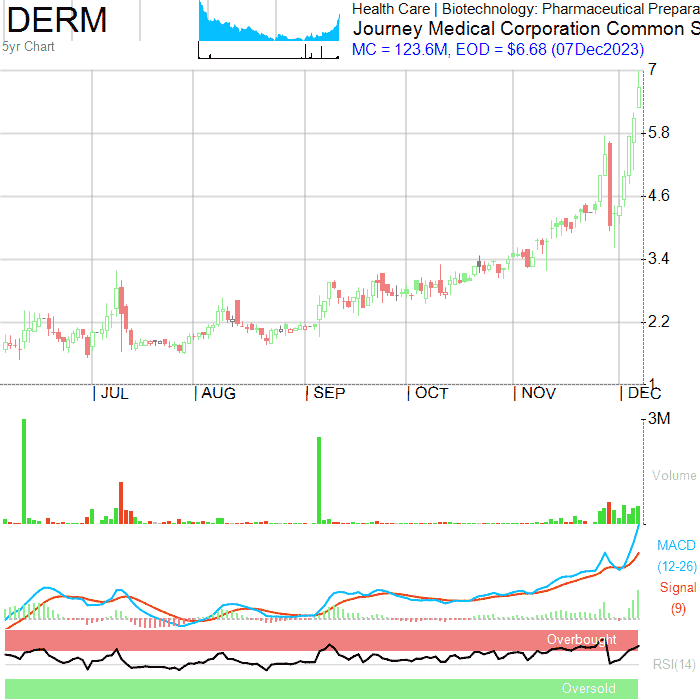 DERM
5yr Chart
Health Care | Biotechnology: Pharmaceutical Prepara
Journey Medical Corporation Common S
MC = 123.6M, EOD = $6.68 (07Dec2023)
7
5.8
4.6
3.4
2.2
1
JUL AUG SEP OCT NOV DEC
3M
Volume
MACD
(12-26)
Signal
(9)
Overbought
RSI(14)
Oversold